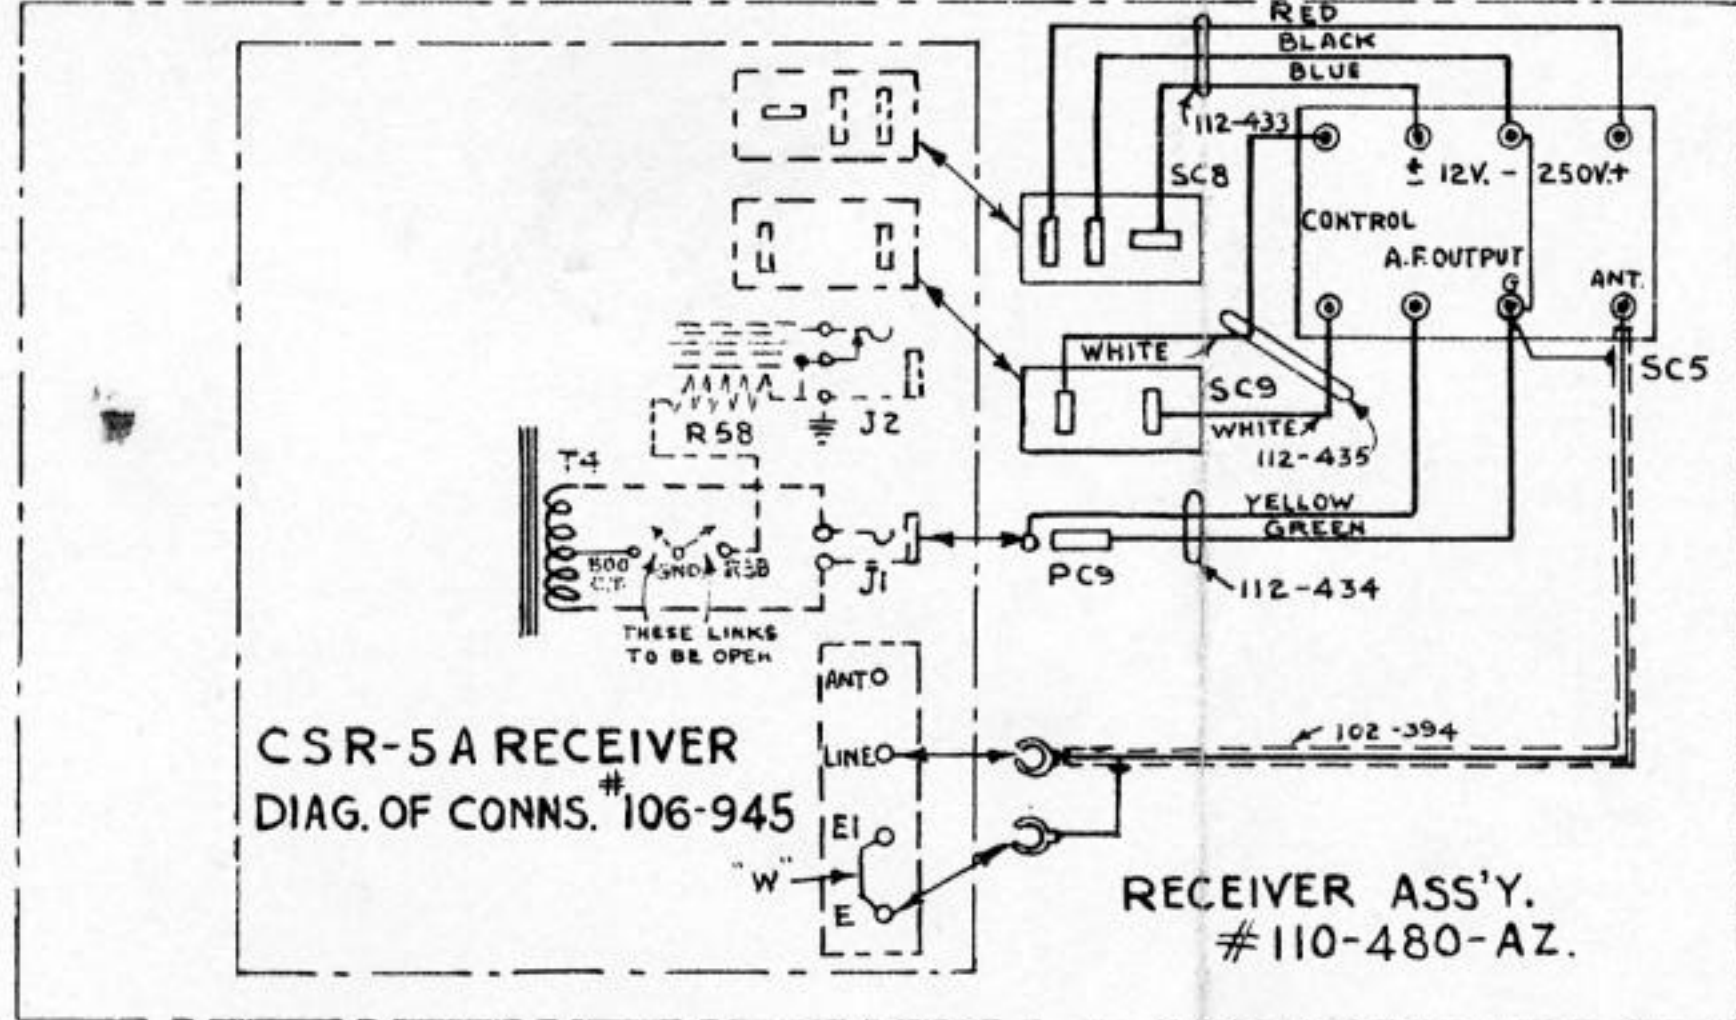 RED
BLACK
BLUE
112-433
SC8
± 12V. - 250V.+
CONTROL
A.F. OUTPUT
G
ANT.
SC5
WHITE
SC9
WHITE
112-435
R58
J2
T4
500
C.T.
GND
R58
J1
THESE LINKS
TO BE OPEN
YELLOW
GREEN
PC9
112-434
ANT.
LINE
102-394
CSR-5A RECEIVER
DIAG. OF CONNS. #106-945
E1
"W"
E
RECEIVER ASS'Y.
#110-480-AZ.